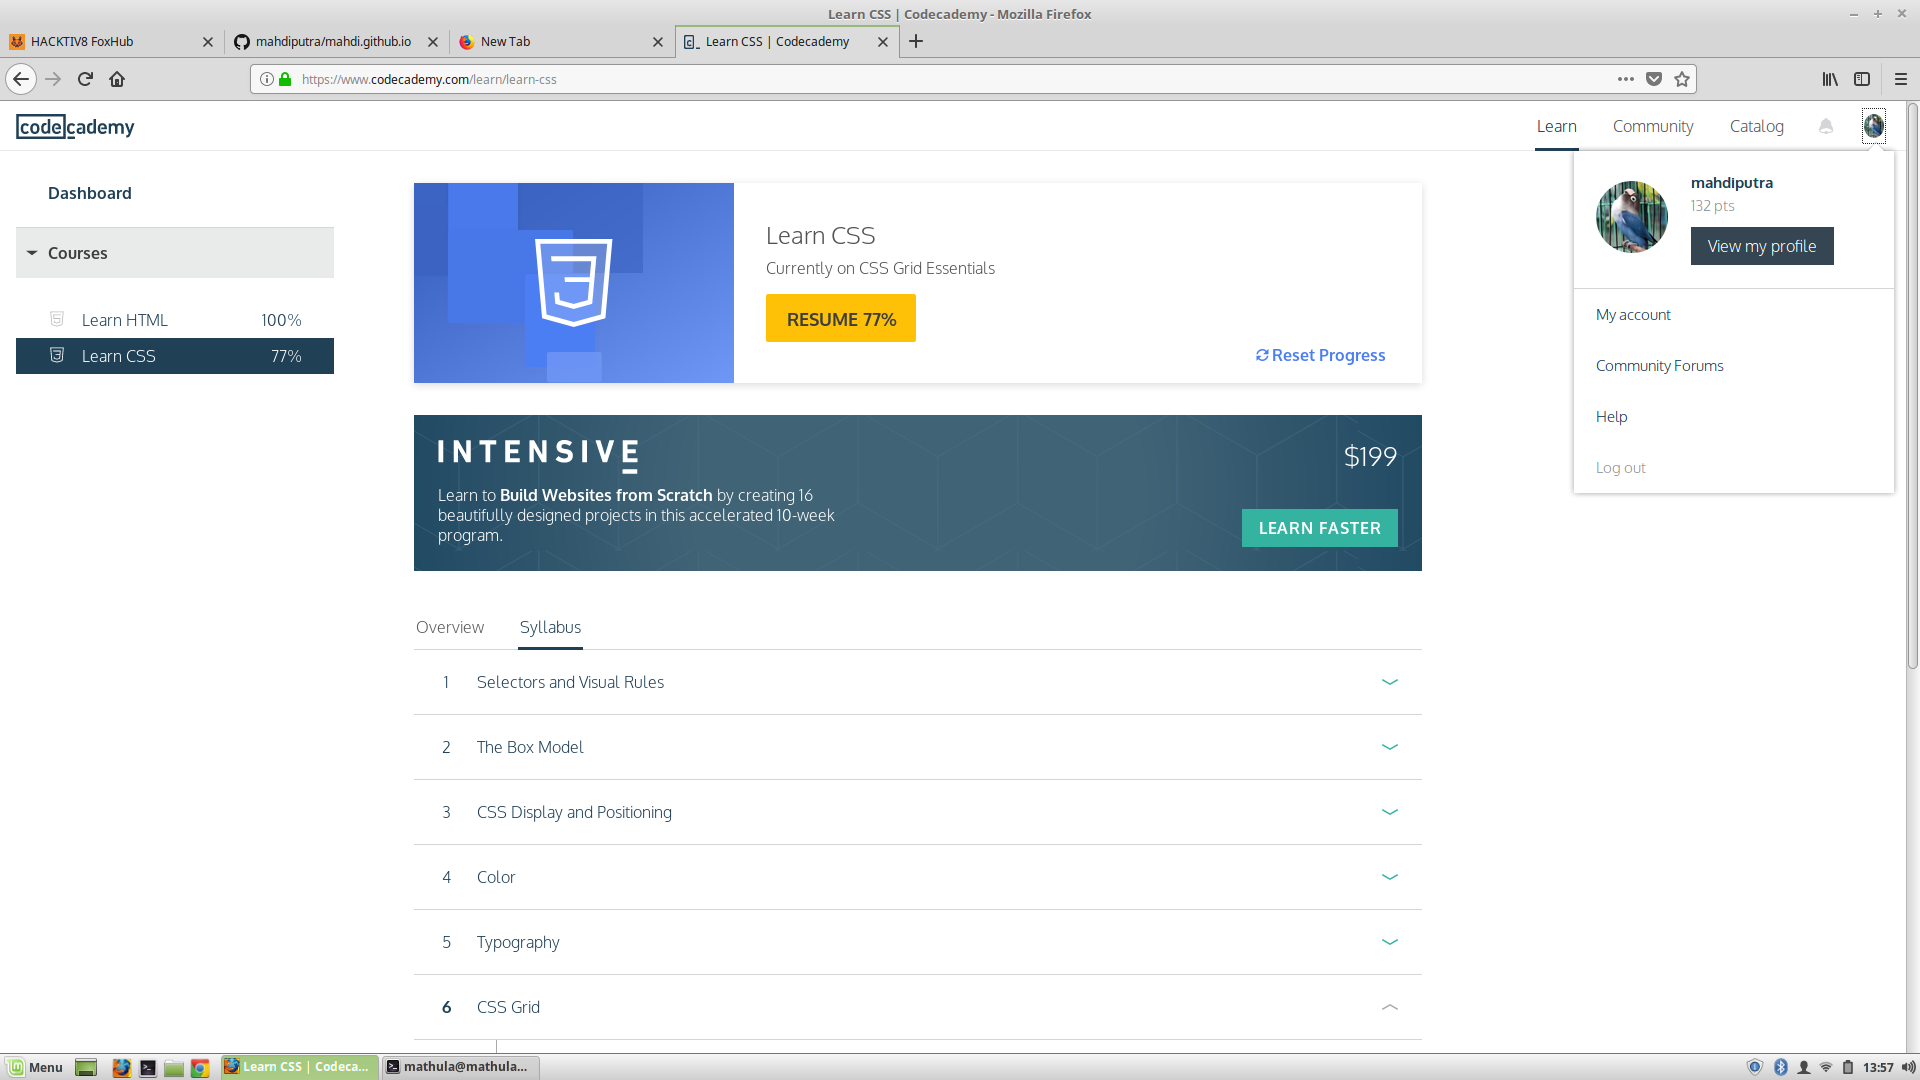 Learn CSS | Codecademy - Mozilla Firefox
HACKTIV8 FoxHub
mahdiputra/mahdi.github.io
New Tab
Learn CSS | Codecademy
https://www.codecademy.com/learn/learn-css
codecademy
Learn
Community
Catalog
mahdiputra
132 pts
View my profile
My account
Community Forums
Help
Log out
Dashboard
Courses
Learn HTML 100%
Learn CSS 77%
Learn CSS
Currently on CSS Grid Essentials
RESUME 77%
Reset Progress
INTENSIVE
$199
Learn to Build Websites from Scratch by creating 16
beautifully designed projects in this accelerated 10-week
program.
LEARN FASTER
Overview
Syllabus
1 Selectors and Visual Rules
2 The Box Model
3 CSS Display and Positioning
4 Color
5 Typography
6 CSS Grid
Menu
Learn CSS | Codeca...
mathula@mathula...
13:57